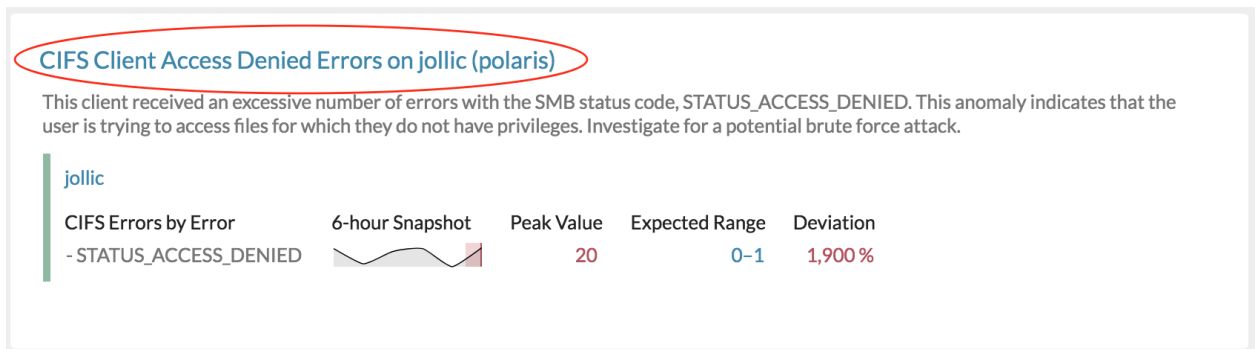 CIFS Client Access Denied Errors on jollic (polaris)
This client received an excessive number of errors with the SMB status code, STATUS_ACCESS_DENIED. This anomaly indicates that the
user is trying to access files for which they do not have privileges. Investigate for a potential brute force attack.
jollic
CIFS Errors by Error 6-hour Snapshot Peak Value Expected Range Deviation
- STATUS_ACCESS_DENIED 20 0–1 1,900 %